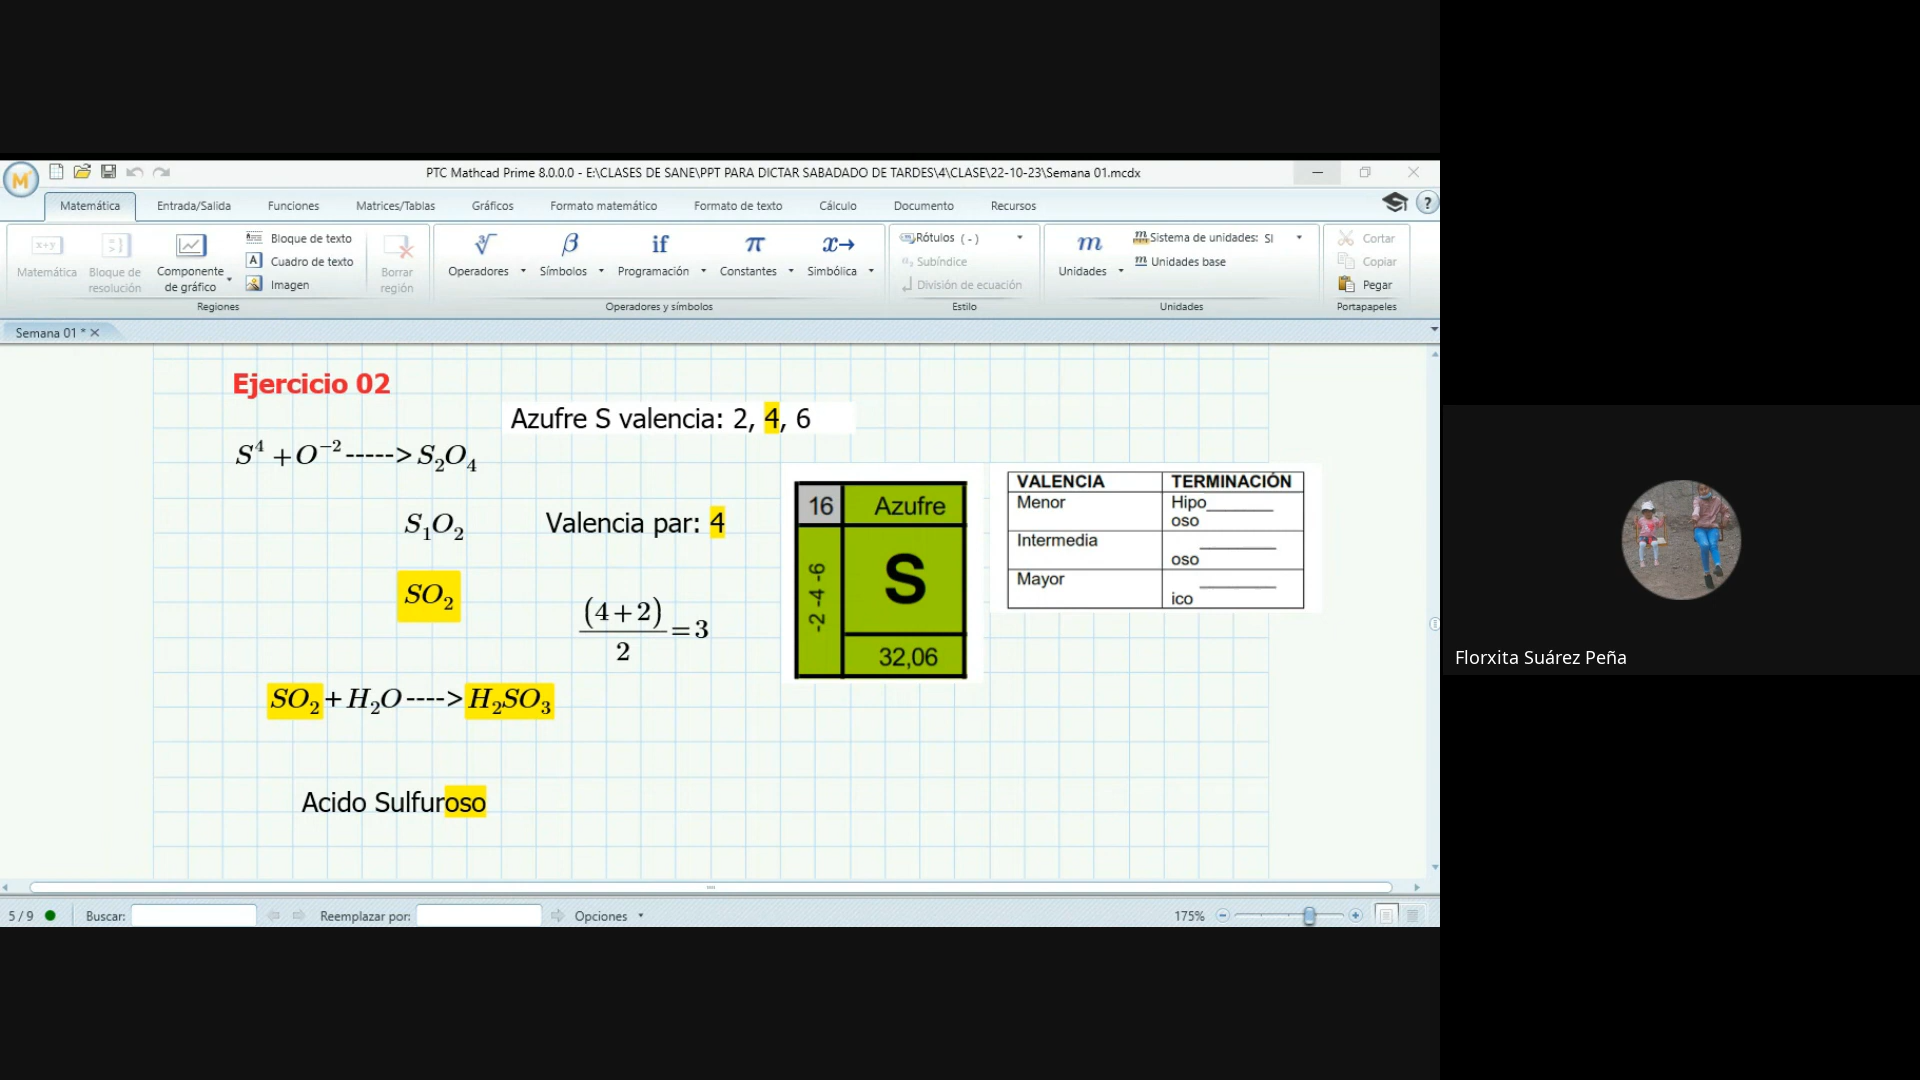 PTC Mathcad Prime 8.0.0.0 - E:\CLASES DE SANE\PPT PARA DICTAR SABADADO DE TARDES\4\CLASE\22-10-23\Semana 01.mcdx
Matemática Entrada/Salida Funciones Matrices/Tablas Gráficos Formato matemático Formato de texto Cálculo Documento Recursos
Matemática
Bloque de resolución
Componente de gráfico
Bloque de texto
Cuadro de texto
Imagen
Borrar región
Regiones
Operadores Símbolos Programación Constantes Simbólica
Operadores y símbolos
Rótulos ( - )
Subíndice
División de ecuación
Estilo
Unidades
Sistema de unidades: SI
Unidades base
Unidades
Cortar
Copiar
Pegar
Portapapeles
Semana 01 *
Ejercicio 02
Azufre S valencia: 2, 4, 6
S⁴ + O⁻² -----> S₂O₄
S₁O₂
Valencia par: 4
SO₂
(4+2)/2 = 3
SO₂ + H₂O ----> H₂SO₃
Acido Sulfuroso
16 Azufre
-2 -4 -6
S
32,06
VALENCIA TERMINACIÓN
Menor Hipo________
oso
Intermedia _________
oso
Mayor _________
ico
5 / 9 Buscar: Reemplazar por: Opciones 175%
Florxita Suárez Peña